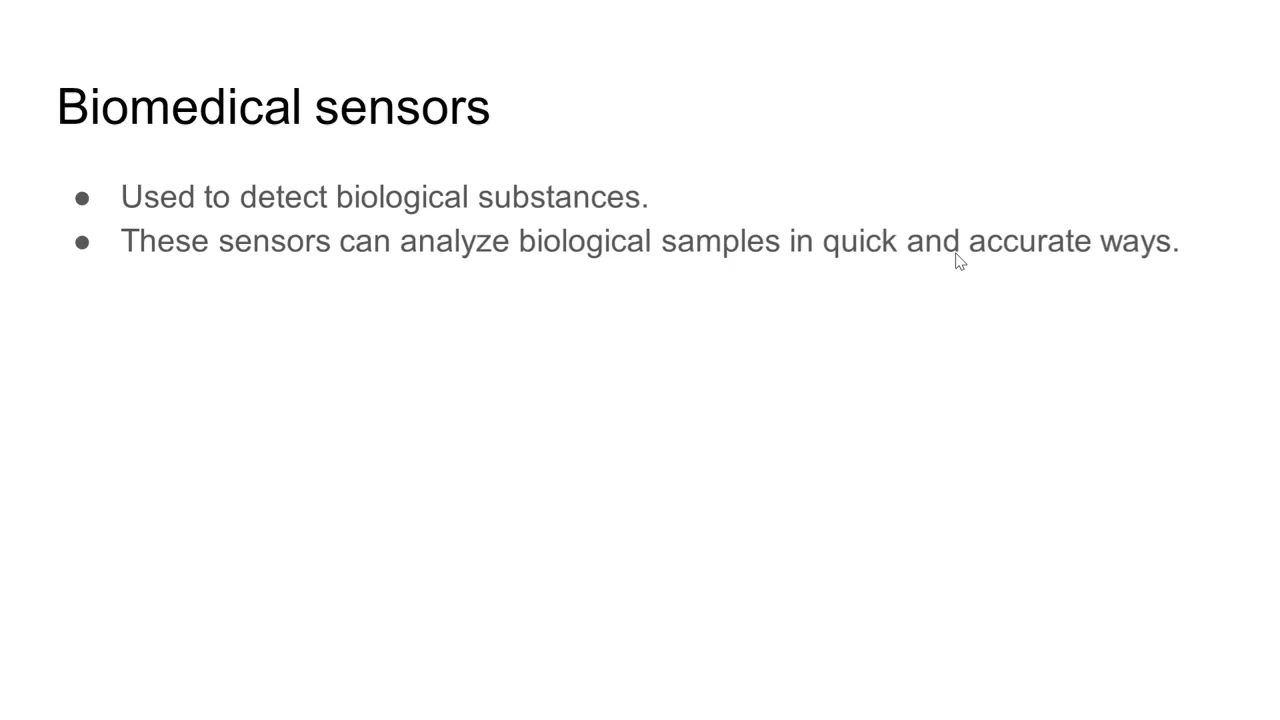 Biomedical sensors
● Used to detect biological substances.
● These sensors can analyze biological samples in quick and accurate ways.